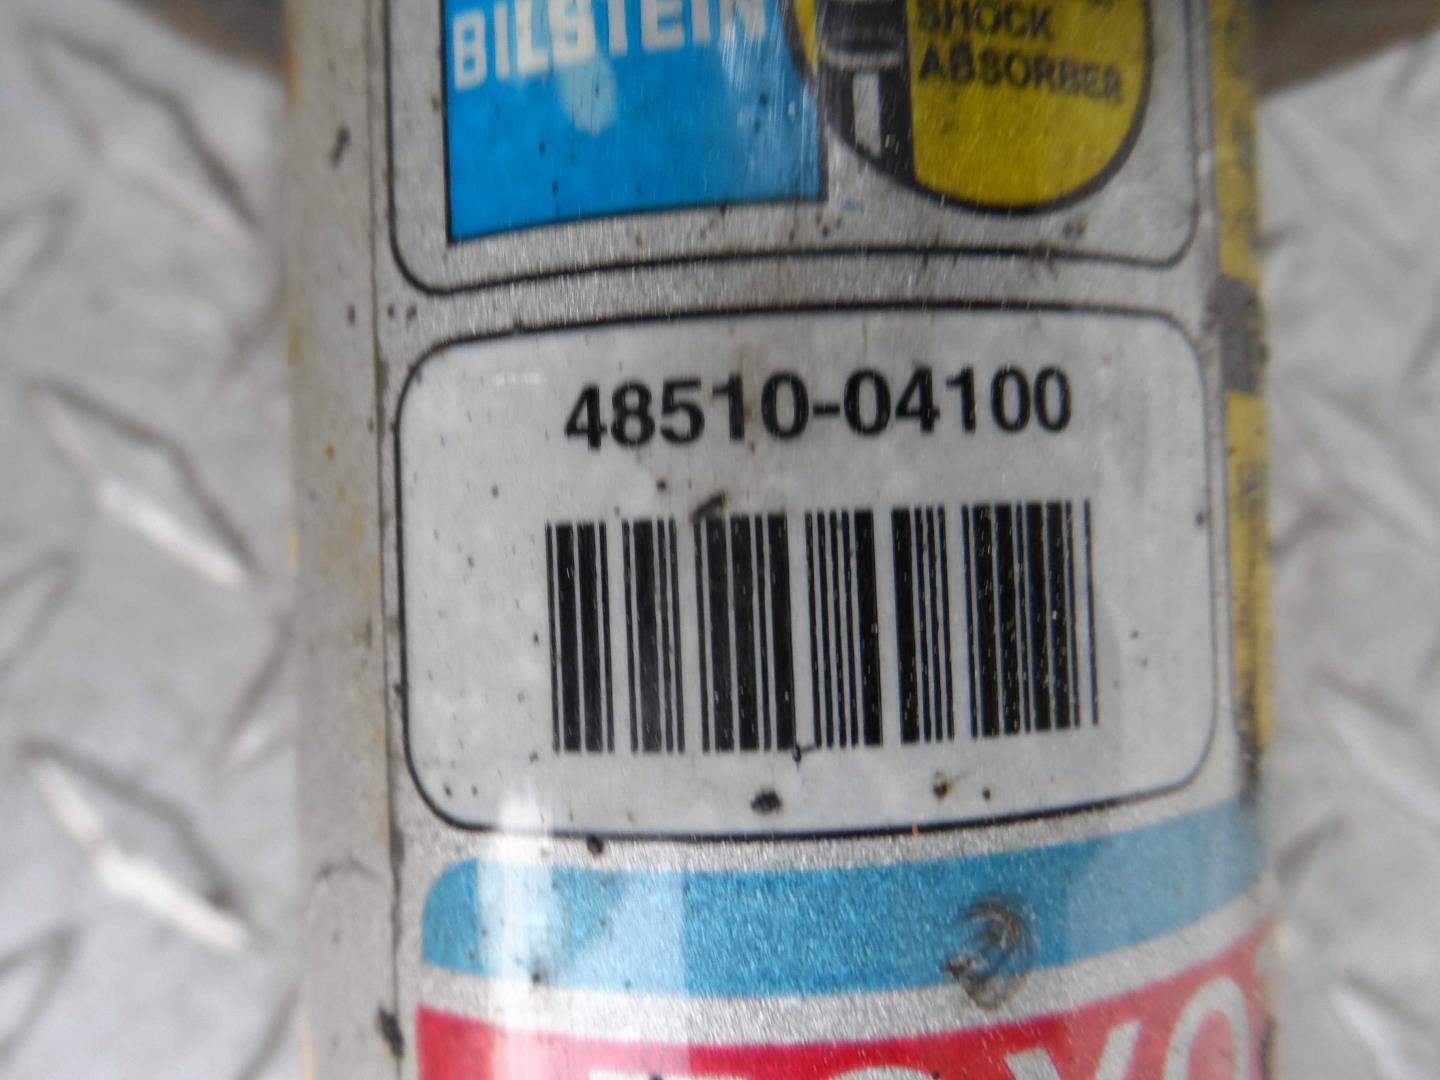 BILSTEIN
SHOCK
ABSORBER
48510-04100